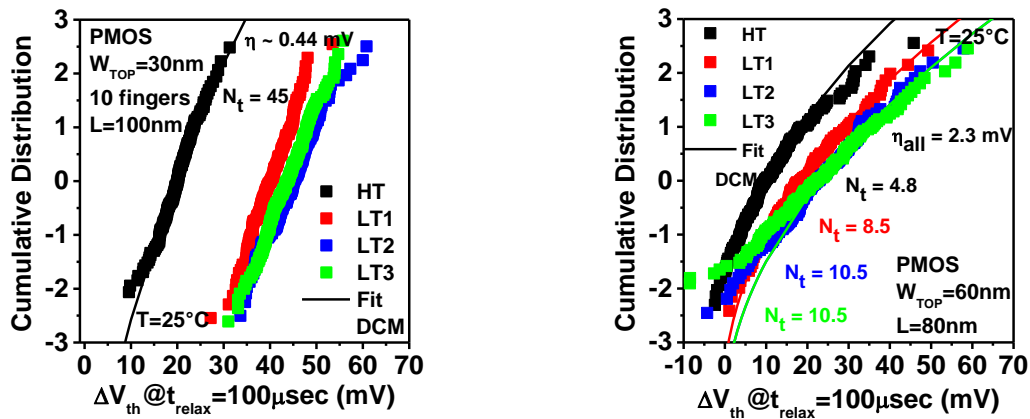 3
2
1
0
-1
-2
-3
Cumulative Distribution
PMOS
W_TOP=30nm
10 fingers
L=100nm
η ~ 0.44 mV
N_t = 45
HT
LT1
LT2
LT3
Fit
DCM
T=25°C
0 10 20 30 40 50 60 70
ΔV_th@t_relax=100μsec (mV)
3
2
1
0
-1
-2
-3
Cumulative Distribution
HT
LT1
LT2
LT3
Fit
DCM
T=25°C
η_all = 2.3 mV
N_t = 4.8
N_t = 8.5
N_t = 10.5
N_t = 10.5
PMOS
W_TOP=60nm
L=80nm
-10 0 10 20 30 40 50 60 70
ΔV_th@t_relax=100μsec (mV)